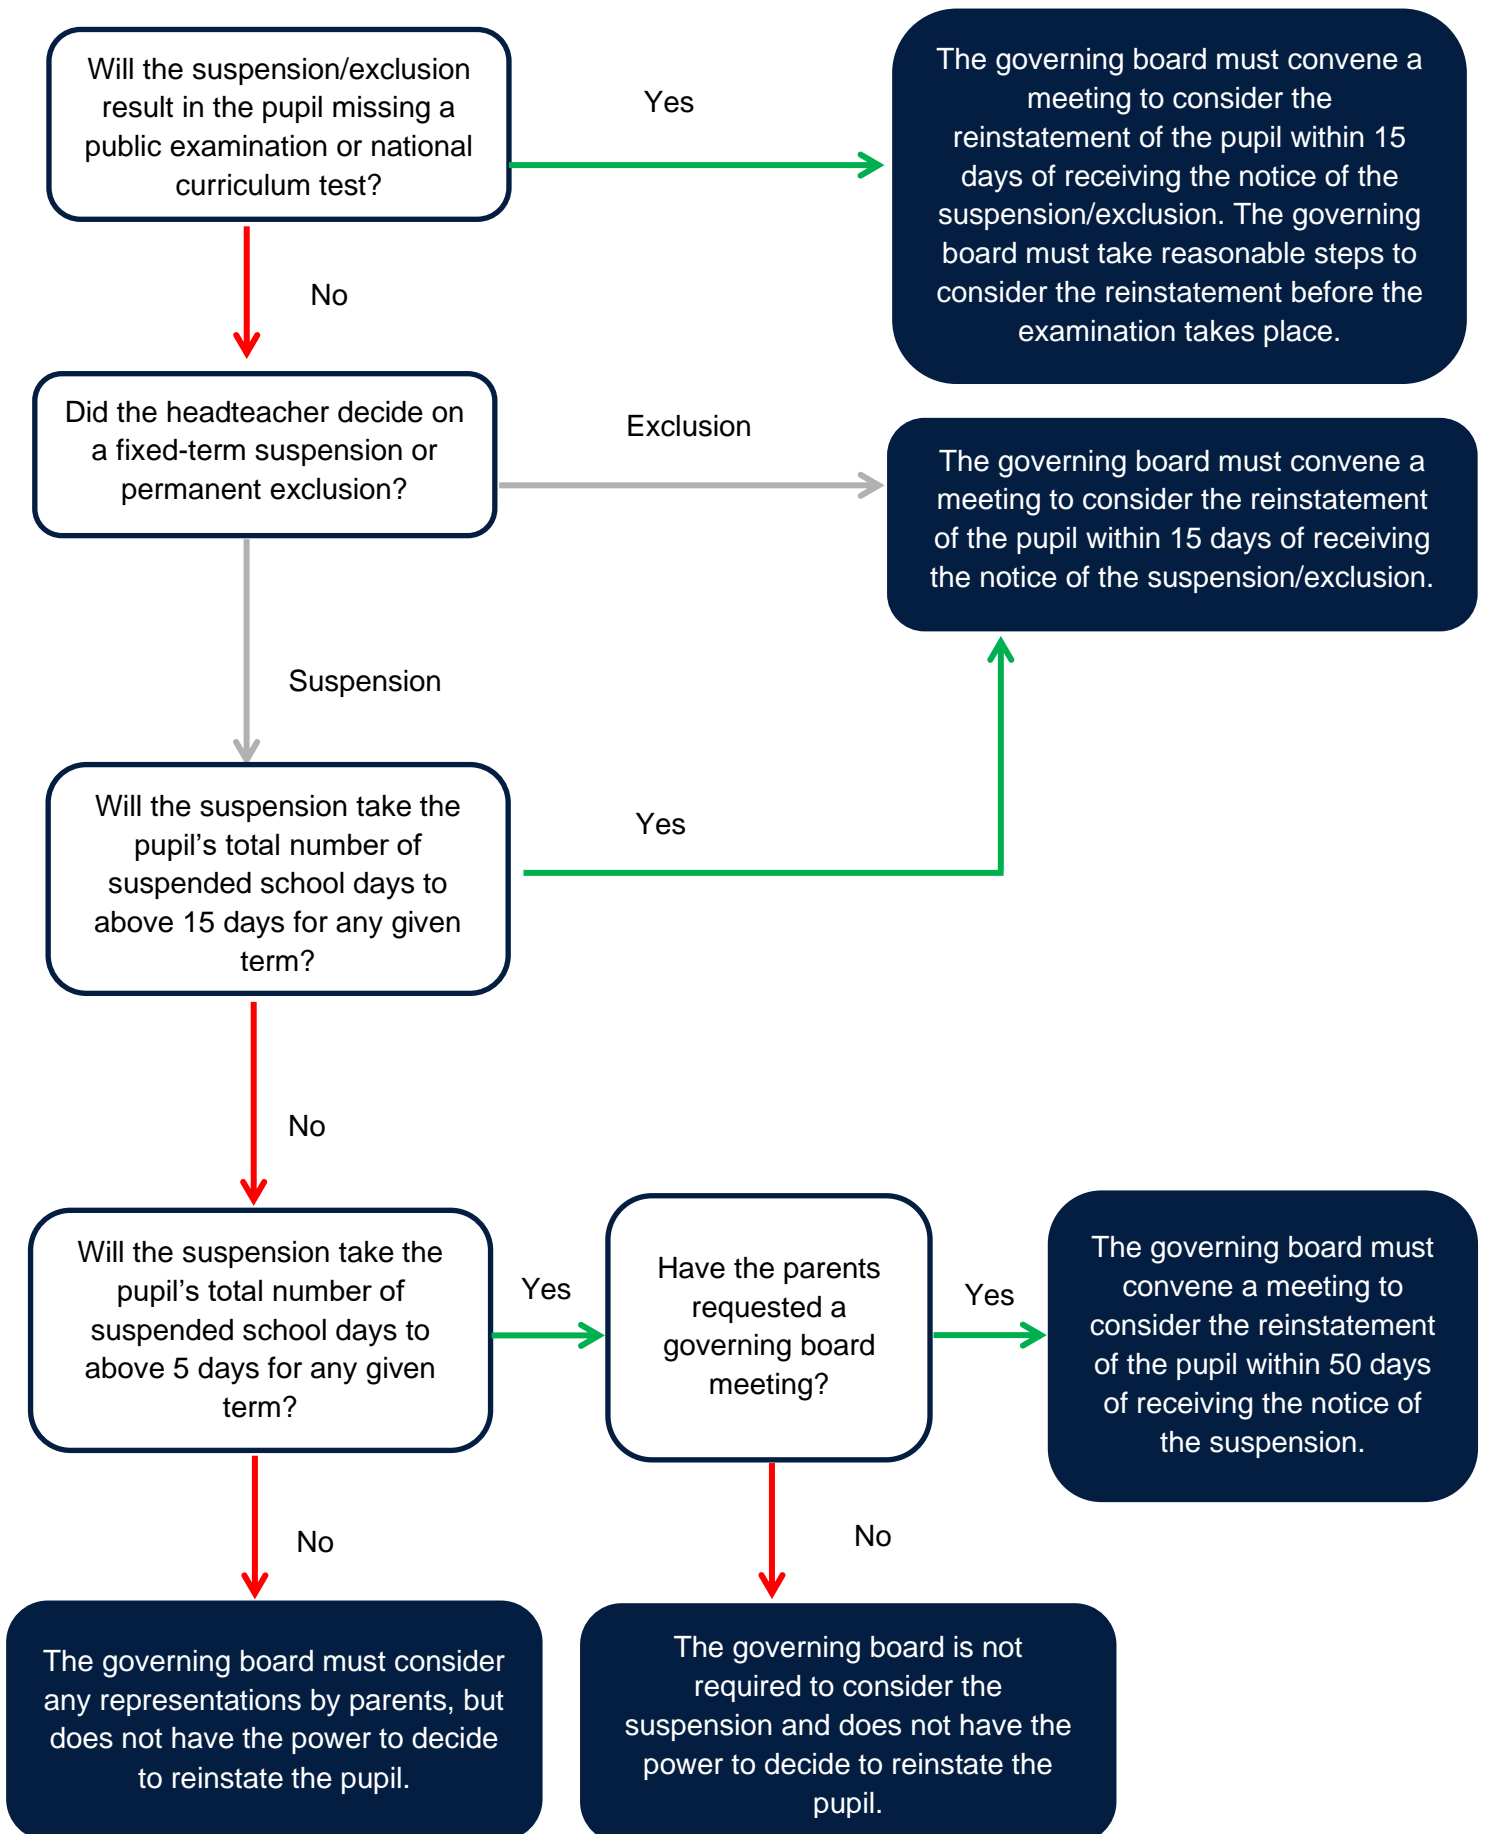 Will the suspension/exclusion
result in the pupil missing a
public examination or national
curriculum test?
Yes
The governing board must convene a
meeting to consider the
reinstatement of the pupil within 15
days of receiving the notice of the
suspension/exclusion. The governing
board must take reasonable steps to
consider the reinstatement before the
examination takes place.
No
Did the headteacher decide on
a fixed-term suspension or
permanent exclusion?
Exclusion
The governing board must convene a
meeting to consider the reinstatement
of the pupil within 15 days of receiving
the notice of the suspension/exclusion.
Suspension
Will the suspension take the
pupil’s total number of
suspended school days to
above 15 days for any given
term?
Yes
No
Will the suspension take the
pupil’s total number of
suspended school days to
above 5 days for any given
term?
Yes
Have the parents
requested a
governing board
meeting?
Yes
The governing board must
convene a meeting to
consider the reinstatement
of the pupil within 50 days
of receiving the notice of
the suspension.
No
No
The governing board must consider
any representations by parents, but
does not have the power to decide
to reinstate the pupil.
The governing board is not
required to consider the
suspension and does not have the
power to decide to reinstate the
pupil.